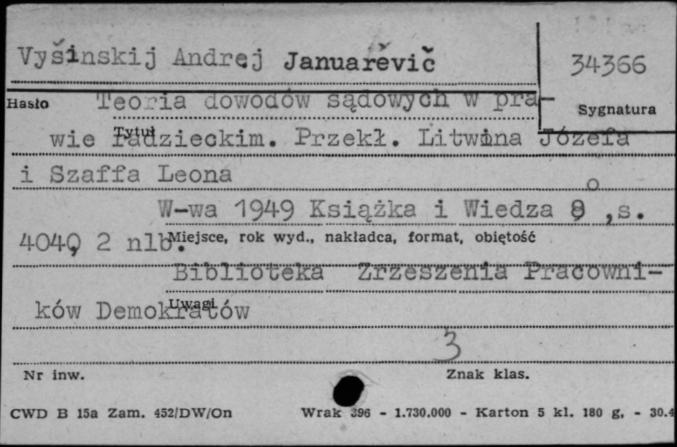 Vyšinskij Andrej Januarěvič
34366
Hasło
Teoria dowodów sądowych w pra-
Sygnatura
Tytuł
wie radzieckim. Przekł. Litwina Józefa
i Szaffa Leona
W-wa 1949 Książka i Wiedza 8o, s.
Miejsce, rok wyd., nakładca, format, objętość
404, 2 nlb.
Biblioteka Zrzeszenia Pracowni-
Uwagi
ków Demokratów
3
Nr inw.
Znak klas.
CWD B 15a Zam. 452/DW/On Wrak 396 - 1.730.000 - Karton 5 kl. 180 g. - 30.4